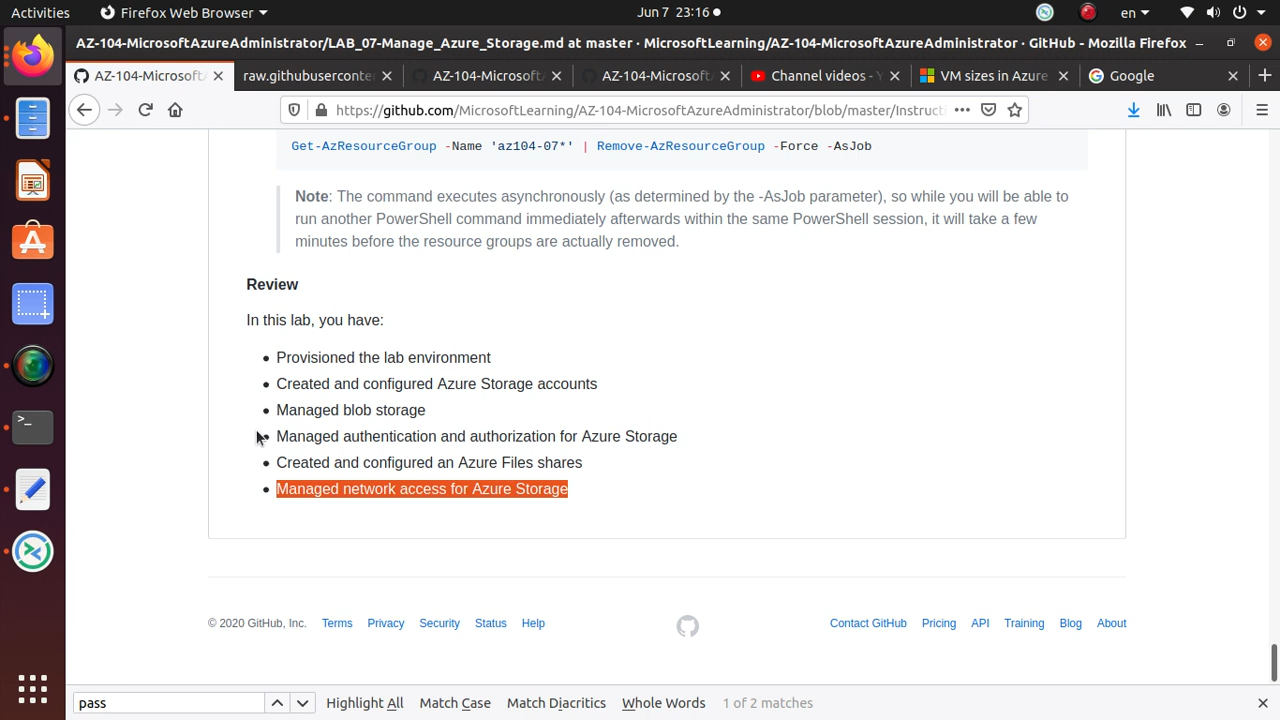 Activities
Firefox Web Browser
Jun 7 23:16
en
AZ-104-MicrosoftAzureAdministrator/LAB_07-Manage_Azure_Storage.md at master · MicrosoftLearning/AZ-104-MicrosoftAzureAdministrator · GitHub - Mozilla Firefox
AZ-104-Microsoft
raw.githubuserconte
AZ-104-Microsoft
AZ-104-Microsoft
Channel videos - Y
VM sizes in Azure
Google
https://github.com/MicrosoftLearning/AZ-104-MicrosoftAzureAdministrator/blob/master/Instructi
Get-AzResourceGroup -Name 'az104-07*' | Remove-AzResourceGroup -Force -AsJob
Note: The command executes asynchronously (as determined by the -AsJob parameter), so while you will be able to
run another PowerShell command immediately afterwards within the same PowerShell session, it will take a few
minutes before the resource groups are actually removed.
Review
In this lab, you have:
• Provisioned the lab environment
• Created and configured Azure Storage accounts
• Managed blob storage
• Managed authentication and authorization for Azure Storage
• Created and configured an Azure Files shares
• Managed network access for Azure Storage
© 2020 GitHub, Inc. Terms Privacy Security Status Help
Contact GitHub Pricing API Training Blog About
pass
Highlight All Match Case Match Diacritics Whole Words 1 of 2 matches